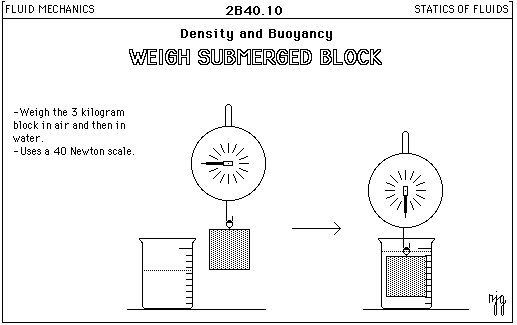 FLUID MECHANICS
2B40.10
STATICS OF FLUIDS
Density and Buoyancy
WEIGH SUBMERGED BLOCK
-Weigh the 3 kilogram
block in air and then in
water.
-Uses a 40 Newton scale.
njg